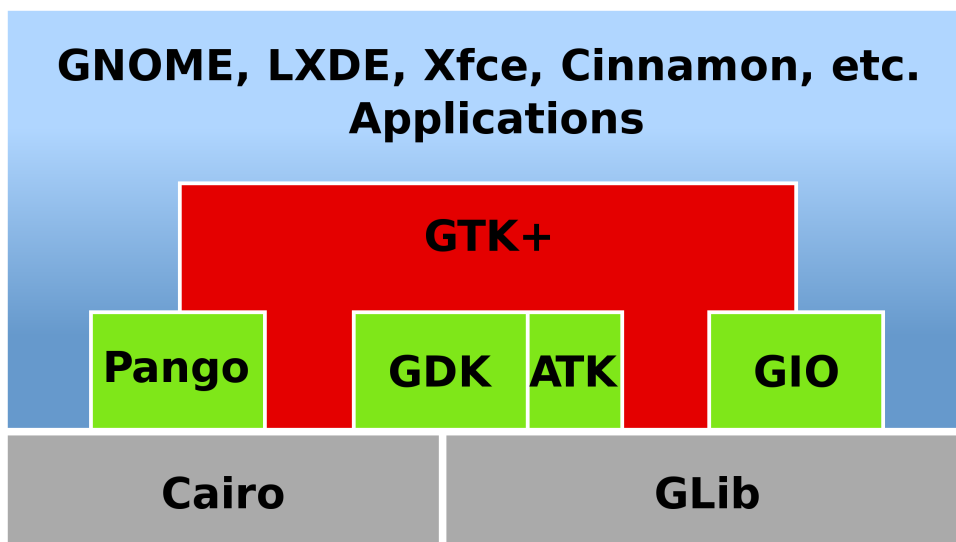 GNOME, LXDE, Xfce, Cinnamon, etc.
Applications
GTK+
Pango
GDK
ATK
GIO
Cairo
GLib